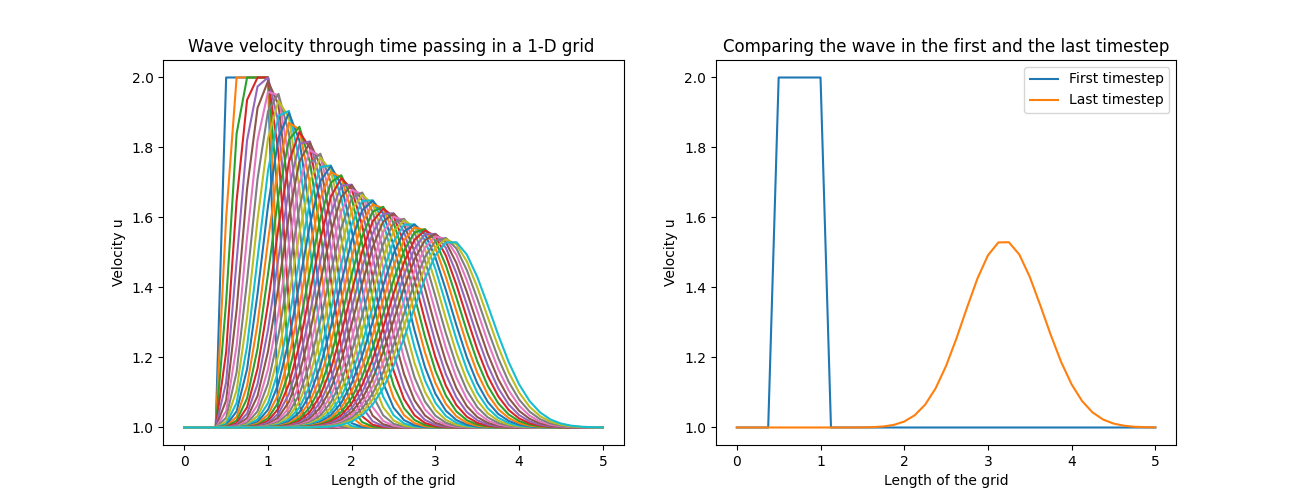 Wave velocity through time passing in a 1-D grid
Velocity u
2.0
1.8
1.6
1.4
1.2
1.0
0 1 2 3 4 5
Length of the grid
Comparing the wave in the first and the last timestep
Velocity u
2.0
1.8
1.6
1.4
1.2
1.0
First timestep
Last timestep
0 1 2 3 4 5
Length of the grid